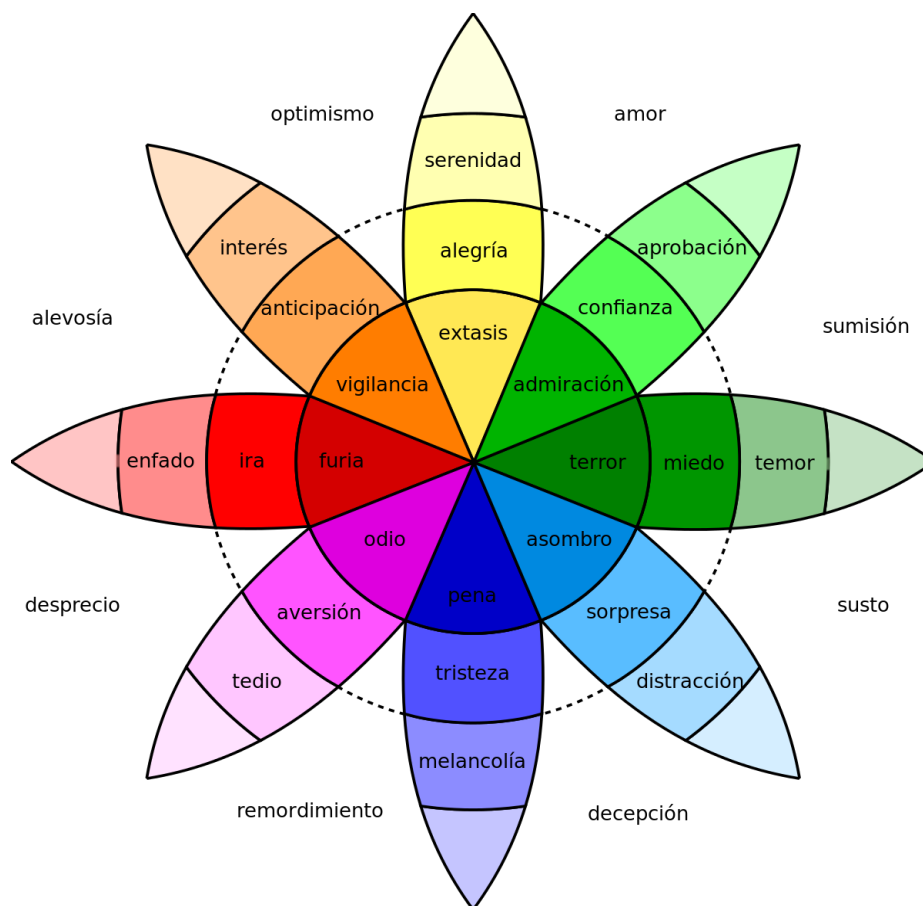 optimismo
amor
serenidad
interés
alegría
aprobación
anticipación
confianza
alevosía
extasis
sumisión
vigilancia
admiración
enfado
ira
furia
terror
miedo
temor
odio
asombro
pena
desprecio
aversión
sorpresa
susto
tedio
tristeza
distracción
melancolía
remordimiento
decepción